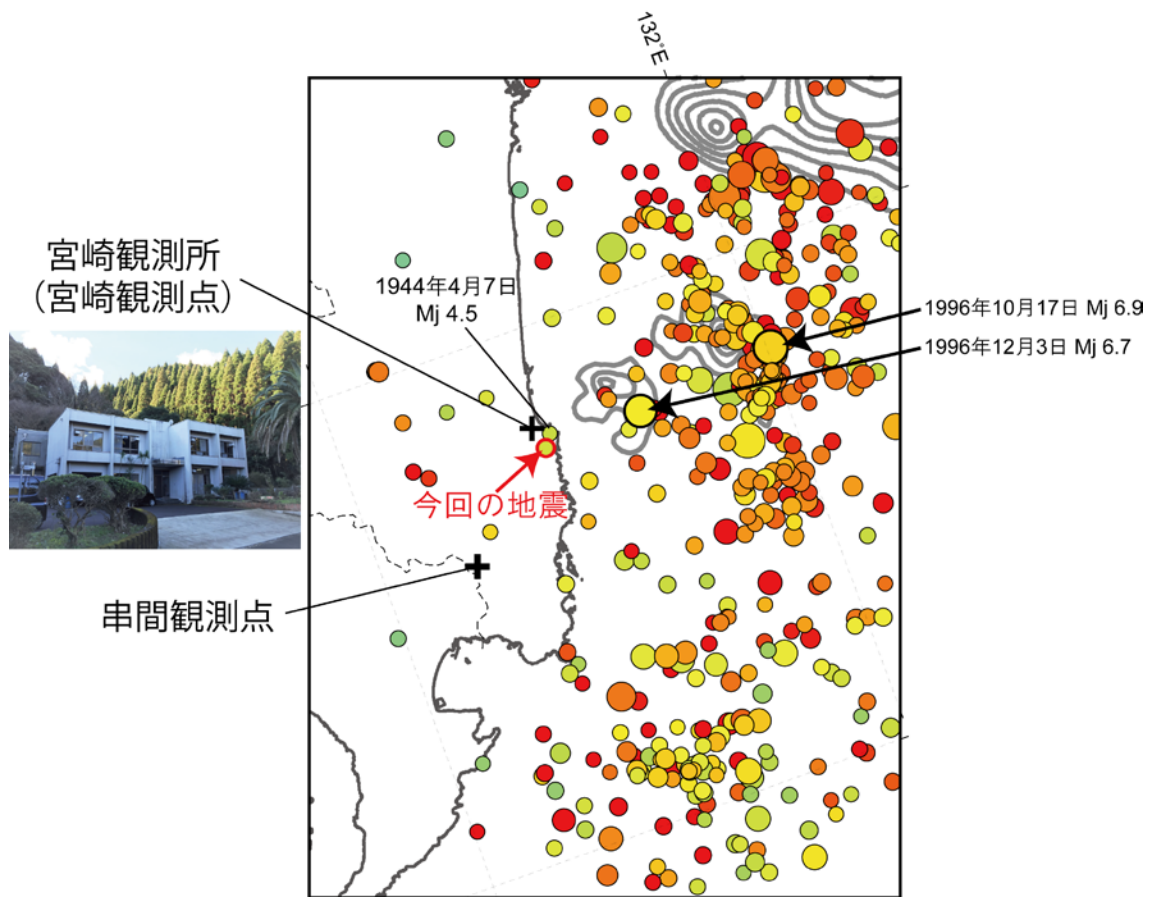 132°E
宮崎観測所
（宮崎観測点）
1944年4月7日
Mj 4.5
1996年10月17日 Mj 6.9
1996年12月3日 Mj 6.7
今回の地震
串間観測点